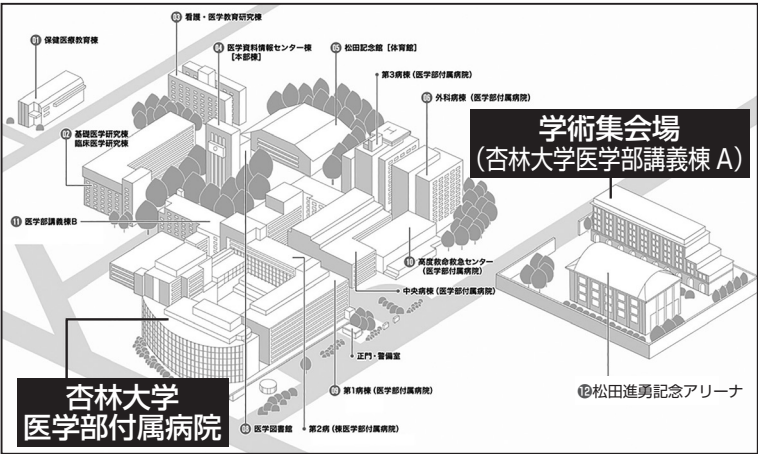 03 看護・医学教育研究棟
01 保健医療教育棟
04 医学資料情報センター棟
[本部棟]
05 松田記念館 [体育館]
第3病棟 (医学部付属病院)
06 外科病棟 (医学部付属病院)
学術集会場
(杏林大学医学部講義棟 A)
02 基礎医学研究棟
臨床医学研究棟
11 医学部講義棟B
10 高度救命救急センター
(医学部付属病院)
中央病棟 (医学部付属病院)
正門・警備室
杏林大学
医学部付属病院
09 第1病棟 (医学部付属病院)
12松田進勇記念アリーナ
08 医学図書館
第2病 (棟医学部付属病院)